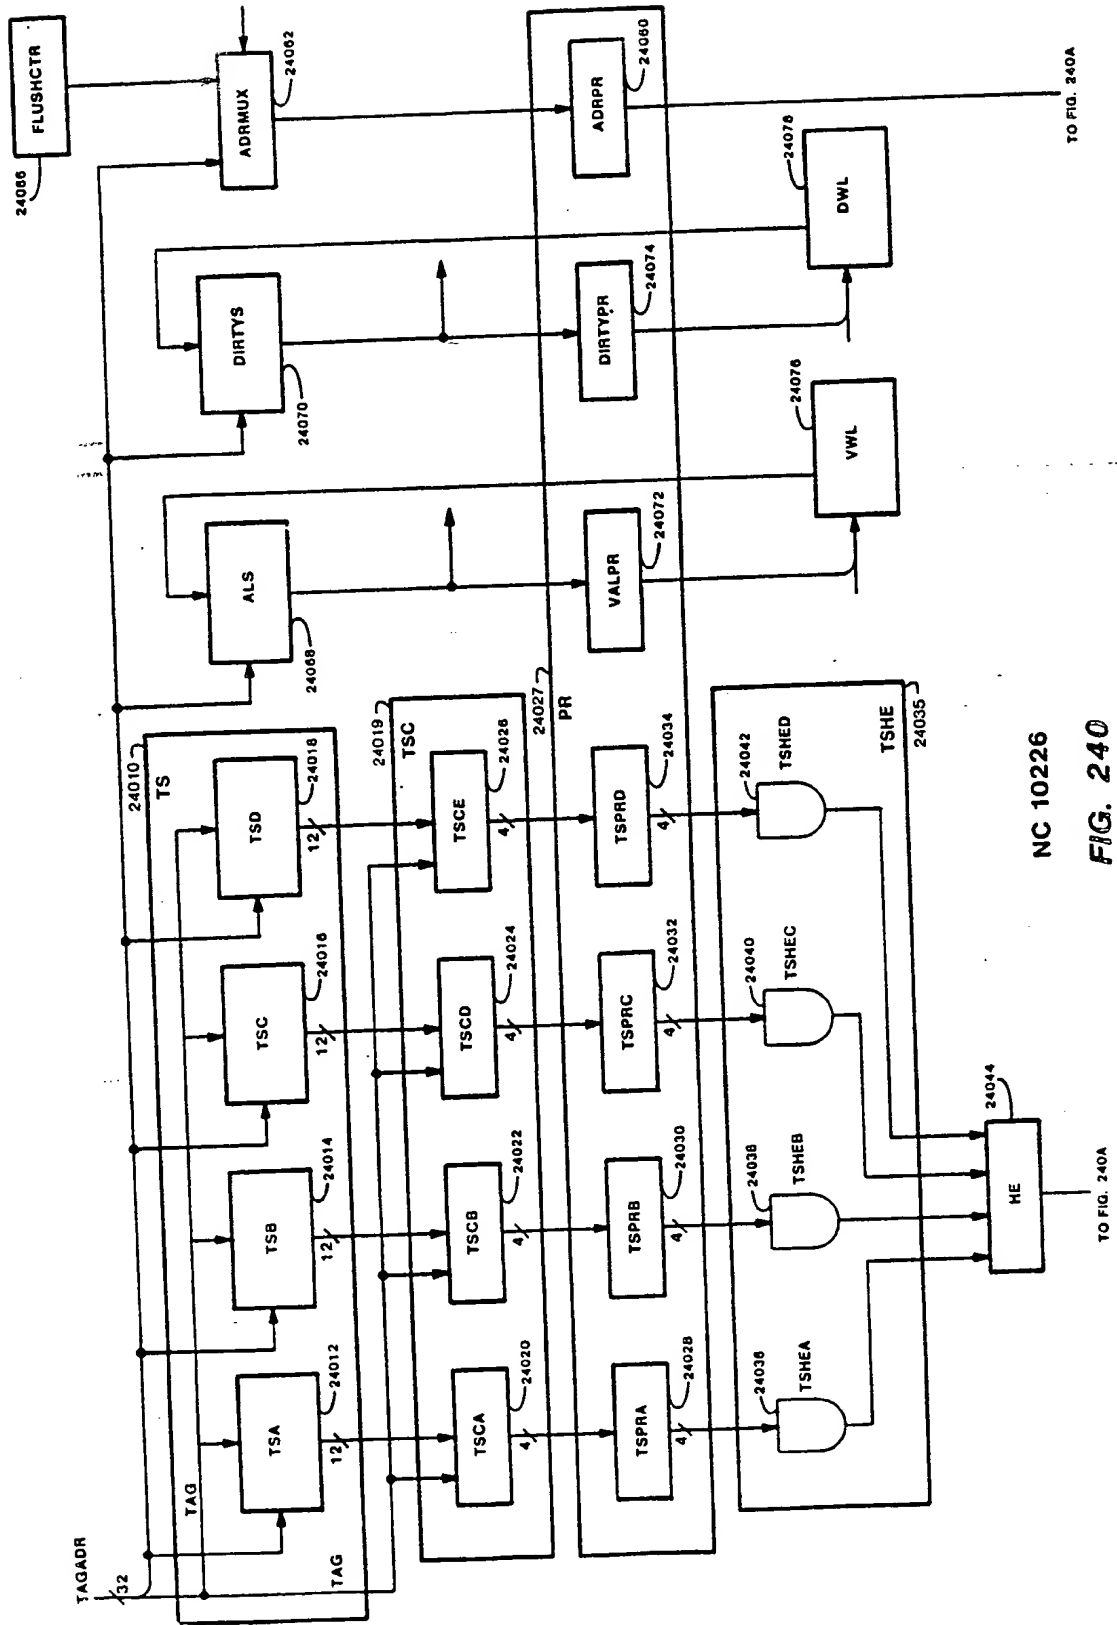 TAGADR
32
TAG
TAG
24010
TS
TSA
24012
12
TSB
24014
12
TSC
24016
12
TSD
24018
12
24019
TSC
TSCA
24020
4
TSCB
24022
4
TSCD
24024
4
TSCE
24026
4
24027
PR
TSPRA
24028
4
TSPRB
24030
4
TSPRC
24032
4
TSPRD
24034
4
24036
TSHEA
24038
TSHEB
24040
TSHEC
24042
TSHED
TSHE
24035
HE
24044
TO FIG. 240A
ALS
24068
VALPR
24072
VWL
24076
DIRTYS
24070
DIRTYPR
24074
DWL
24078
FLUSHCTR
24066
ADRMUX
24062
ADRPR
24060
TO FIG. 240A
NC 10226
FIG. 240